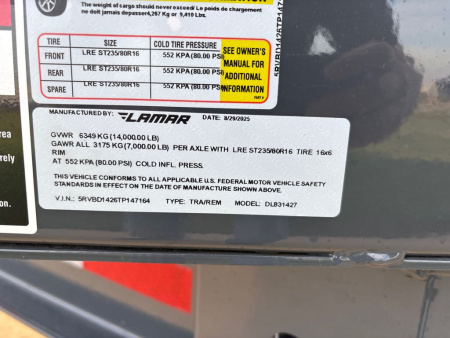 The weight of cargo should never exceed/ Le poids de chargement
ne doit jamais depasser 4,267 Kg or 9,410 Lbs.
TIRE SIZE COLD TIRE PRESSURE
FRONT LRE ST235/80R16 552 KPA (80.00 PSI)
REAR LRE ST235/80R16 552 KPA (80.00 PSI)
SPARE LRE ST235/80R16 552 KPA (80.00 PSI)
SEE OWNER'S
MANUAL FOR
ADDITIONAL
INFORMATION
MANUFACTURED BY: LAMAR DATE: 8/29/2025
GVWR 6349 KG (14,000.00 LB)
GAWR ALL 3175 KG (7,000.00 LB) PER AXLE WITH LRE ST235/80R16 TIRE 16x6
RIM
AT 552 KPA (80.00 PSI) COLD INFL. PRESS.
THIS VEHICLE CONFORMS TO ALL APPLICABLE U.S. FEDERAL MOTOR VEHICLE SAFETY
STANDARDS IN EFFECT ON THE DATE OF MANUFACTURE SHOWN ABOVE.
V.I.N.: 5RVBD1426TP147164 TYPE: TRA/REM MODEL: DL831427